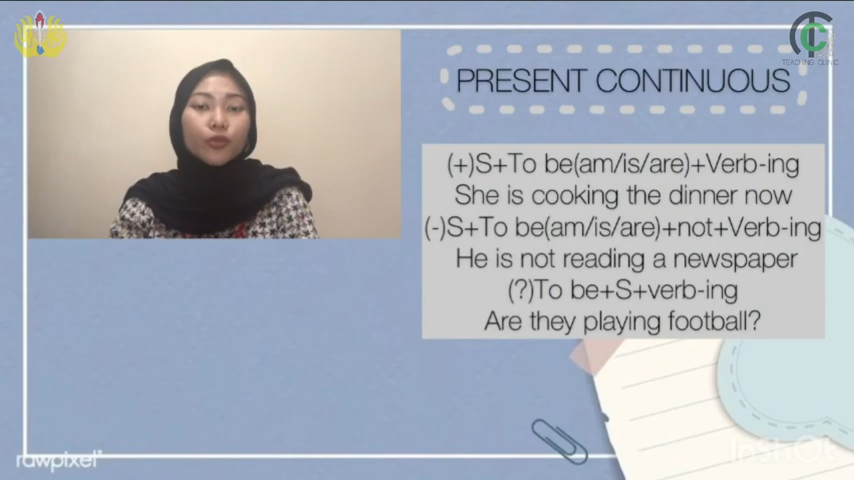 TEACHING CLINIC
PRESENT CONTINUOUS
(+)S+To be(am/is/are)+Verb-ing
She is cooking the dinner now
(-)S+To be(am/is/are)+not+Verb-ing
He is not reading a newspaper
(?)To be+S+verb-ing
Are they playing football?
rawpixel
InShOt